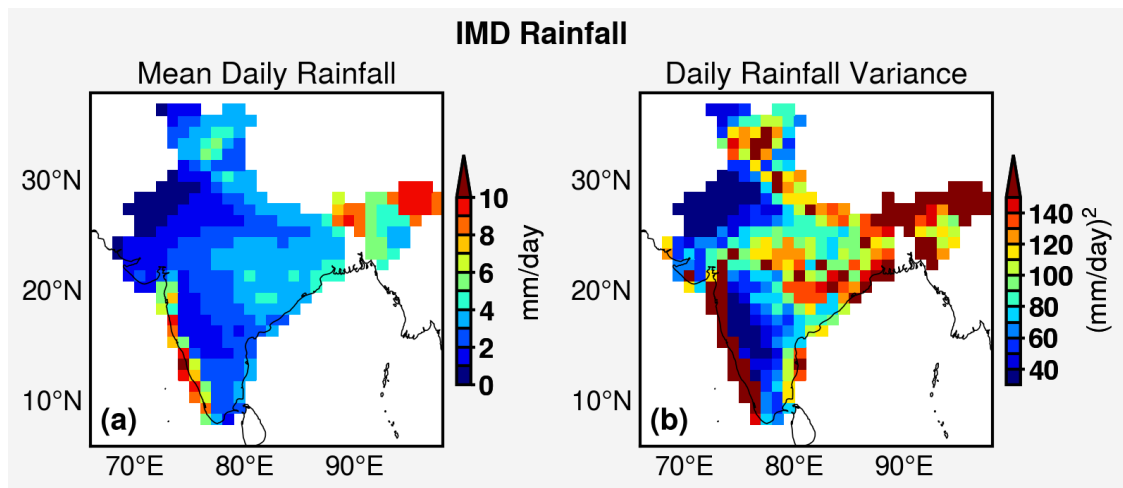 IMD Rainfall
Mean Daily Rainfall
30°N
20°N
10°N
(a)
70°E 80°E 90°E
10
8
6
4
2
0
mm/day
Daily Rainfall Variance
30°N
20°N
10°N
(b)
70°E 80°E 90°E
140
120
100
80
60
40
(mm/day)²